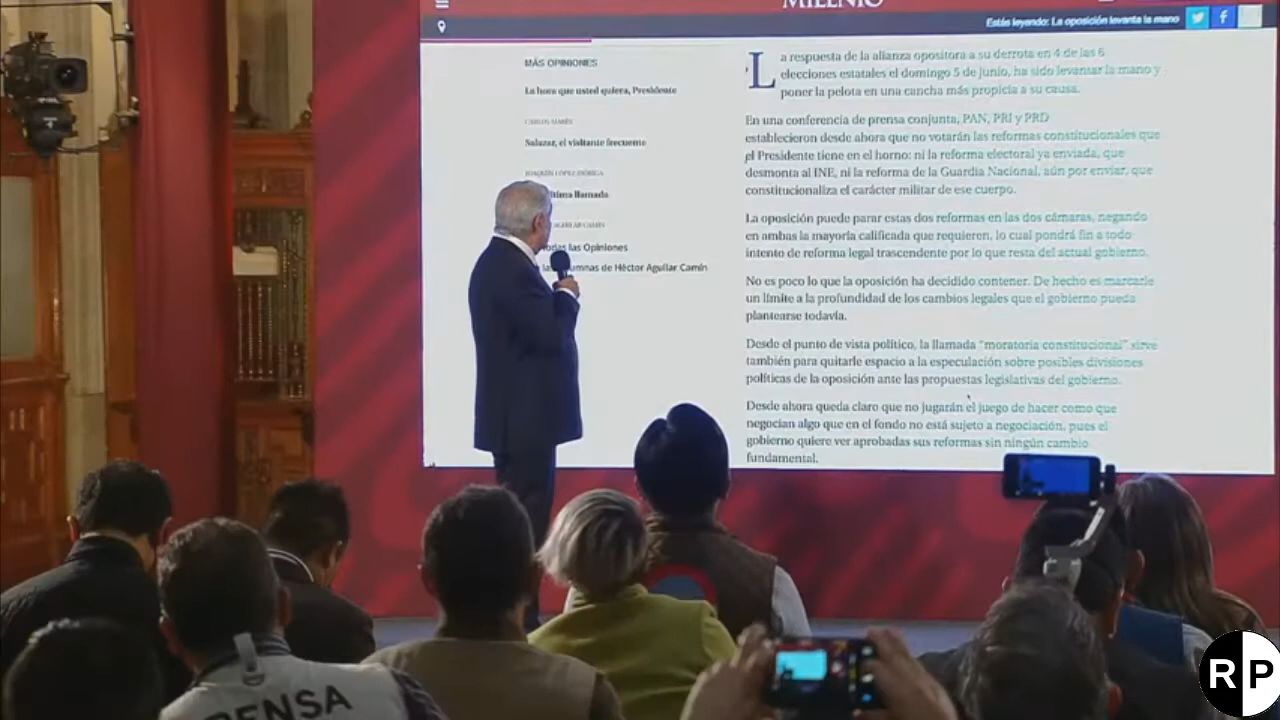 MILENIO
Estás leyendo: La oposición levanta la mano
MÁS OPINIONES
La hora que usted quiera, Presidente
CARLOS MARÍN
Salazar, el visitante frecuente
JOAQUÍN LÓPEZ-DÓRIGA
ltima llamada
AGUILAR CAMÍN
odas las Opiniones
las umnas de Héctor Aguilar Camín
La respuesta de la alianza opositora a su derrota en 4 de las 6
elecciones estatales el domingo 5 de junio, ha sido levantar la mano y
poner la pelota en una cancha más propicia a su causa.
En una conferencia de prensa conjunta, PAN, PRI y PRD
establecieron desde ahora que no votarán las reformas constitucionales que
el Presidente tiene en el horno: ni la reforma electoral ya enviada, que
desmonta al INE, ni la reforma de la Guardia Nacional, aún por enviar, que
constitucionaliza el carácter militar de ese cuerpo.
La oposición puede parar estas dos reformas en las dos cámaras, negando
en ambas la mayoría calificada que requieren, lo cual pondrá fin a todo
intento de reforma legal trascendente por lo que resta del actual gobierno.
No es poco lo que la oposición ha decidido contener. De hecho es marcarle
un límite a la profundidad de los cambios legales que el gobierno pueda
plantearse todavía.
Desde el punto de vista político, la llamada "moratoria constitucional" sirve
también para quitarle espacio a la especulación sobre posibles divisiones
políticas de la oposición ante las propuestas legislativas del gobierno.
Desde ahora queda claro que no jugarán el juego de hacer como que
negocian algo que en el fondo no está sujeto a negociación, pues el
gobierno quiere ver aprobadas sus reformas sin ningún cambio
fundamental.
PRENSA
RP